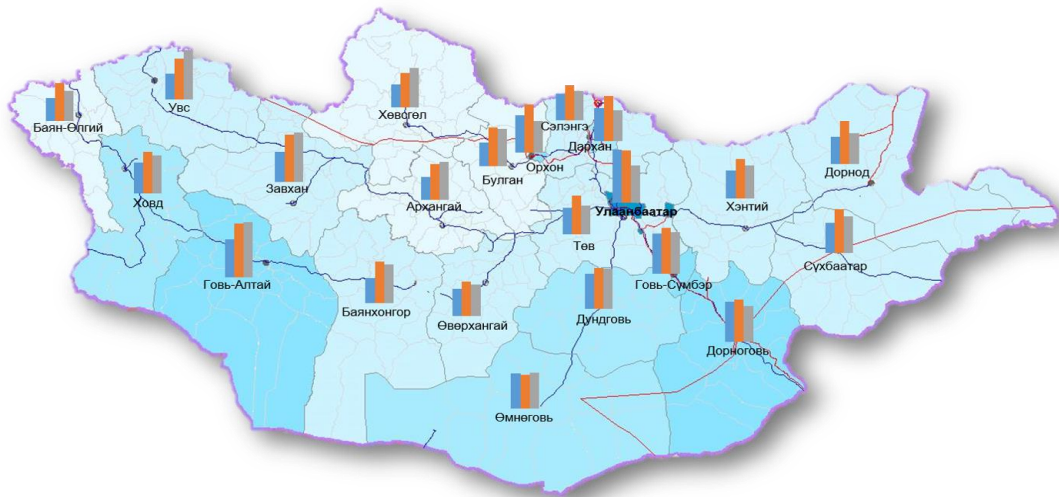 Увс
Баян-Өлгий
Хөвсгөл
Сэлэнгэ
Дархан
Орхон
Булган
Завхан
Архангай
Ховд
Дорнод
Хэнтий
Улаанбаатар
Төв
Сүхбаатар
Говь-Алтай
Говь-Сүмбэр
Баянхонгор
Өвөрхангай
Дундговь
Дорноговь
Өмнөговь